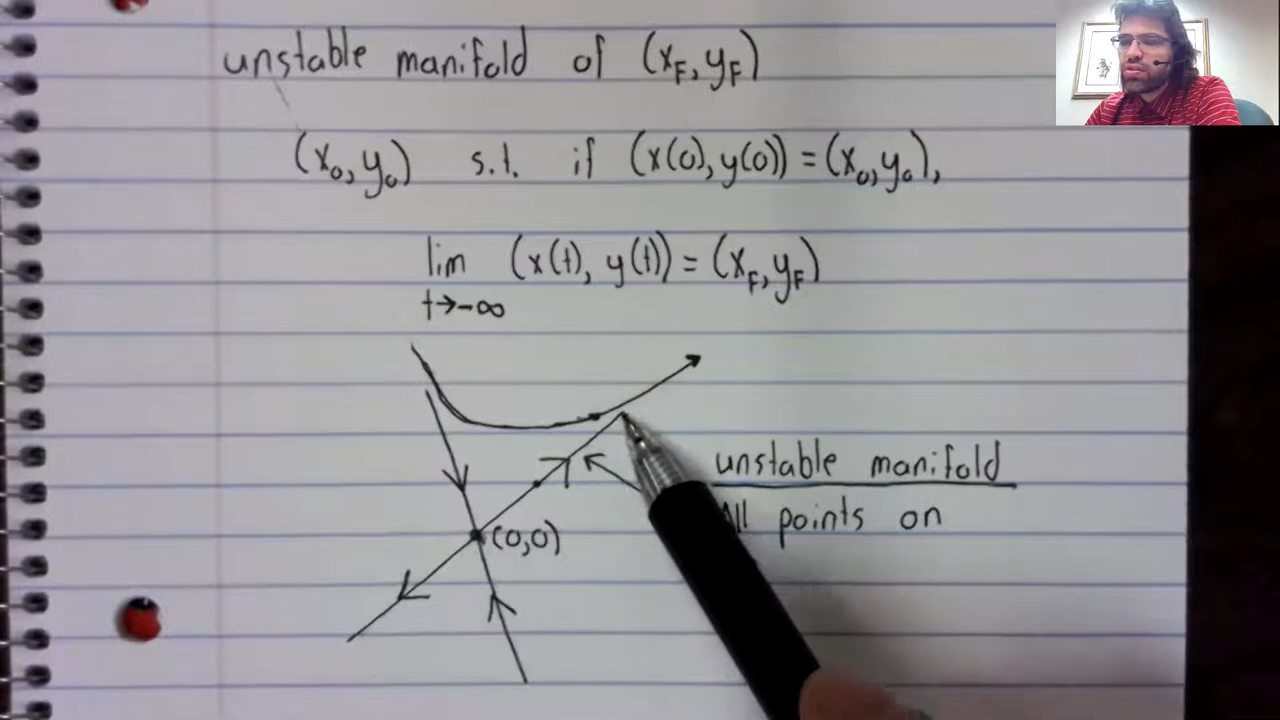 unstable manifold of (x_F, y_F)
(x_0, y_0) s.t. if (x(0), y(0)) = (x_0, y_0),
lim (x(t), y(t)) = (x_F, y_F)
t→-∞
unstable manifold
All points on
(0,0)